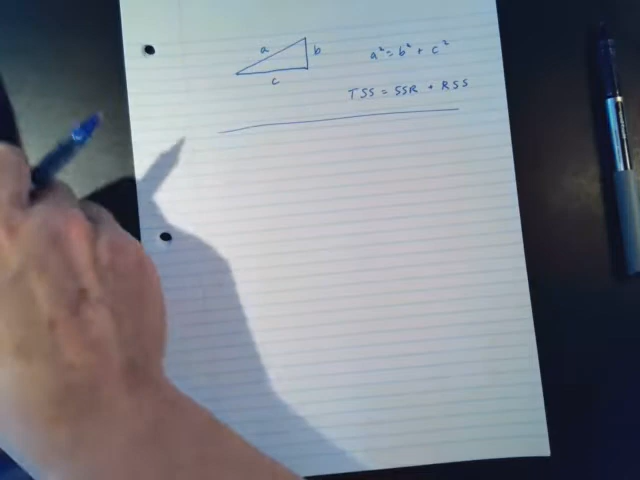 a
b
c
a² = b² + c²
TSS = SSR + RSS